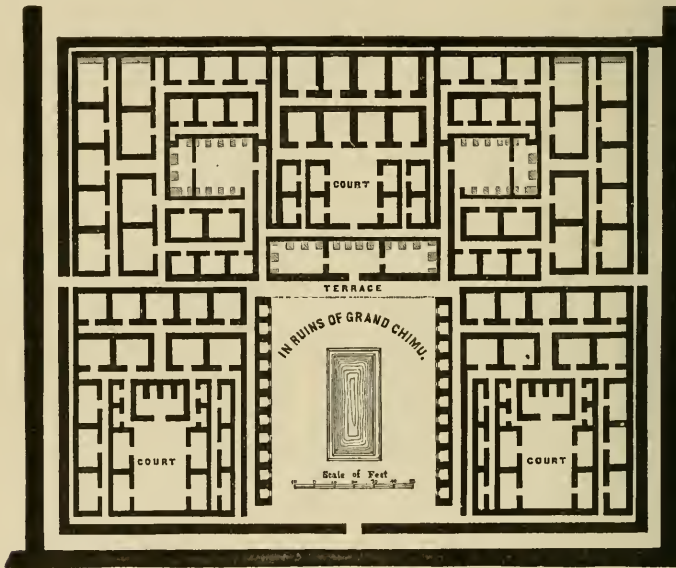 COURT
TERRACE
IN RUINS OF GRAND CHIMU.
Scale of Feet
COURT
COURT